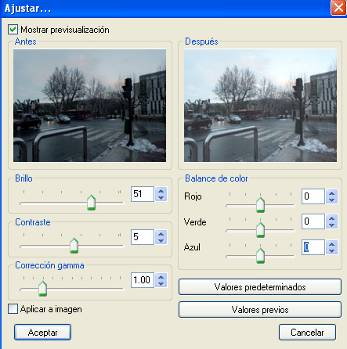 Ajustar...
Mostrar previsualización
Antes
Después
Brillo
51
Balance de color
Rojo
0
Contraste
5
Verde
0
Azul
0
Corrección gamma
1.00
Valores predeterminados
Aplicar a imagen
Valores previos
Aceptar
Cancelar